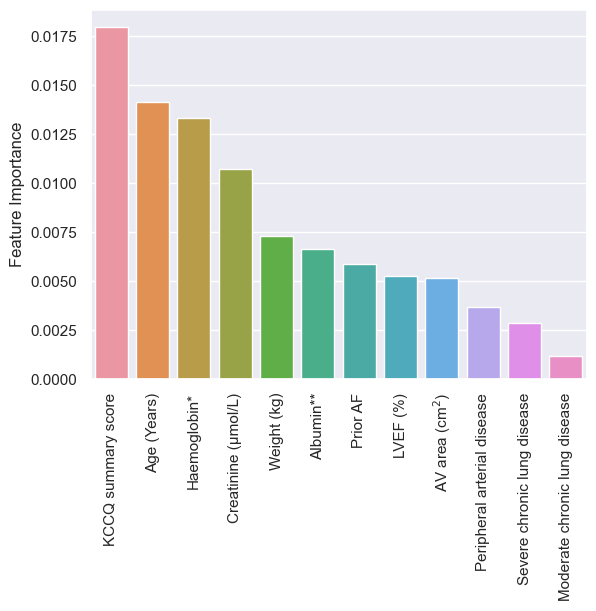 Feature Importance
0.0175
0.0150
0.0125
0.0100
0.0075
0.0050
0.0025
0.0000
KCCQ summary score
Age (Years)
Haemoglobin*
Creatinine (μmol/L)
Weight (kg)
Albumin**
Prior AF
LVEF (%)
AV area (cm²)
Peripheral arterial disease
Severe chronic lung disease
Moderate chronic lung disease